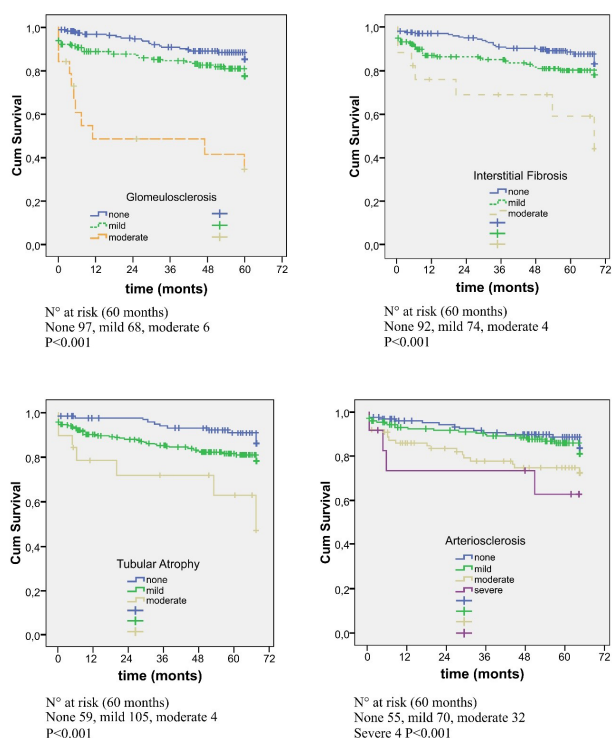 1,0
0,8
0,6
0,4
0,2
0,0
Cum Survival
Glomeulosclerosis
none
mild
moderate
0 12 24 36 48 60 72
time (monts)
N° at risk (60 months)
None 97, mild 68, moderate 6
P<0.001
1,0
0,8
0,6
0,4
0,2
0,0
Cum Survival
Interstitial Fibrosis
none
mild
moderate
0 12 24 36 48 60 72
time (monts)
N° at risk (60 months)
None 92, mild 74, moderate 4
P<0.001
1,0
0,8
0,6
0,4
0,2
0,0
Cum Survival
Tubular Atrophy
none
mild
moderate
0 12 24 36 48 60 72
time (monts)
N° at risk (60 months)
None 59, mild 105, moderate 4
P<0.001
1,0
0,8
0,6
0,4
0,2
0,0
Cum Survival
Arteriosclerosis
none
mild
moderate
severe
0 12 24 36 48 60 72
time (months)
N° at risk (60 months)
None 55, mild 70, moderate 32
Severe 4 P<0.001